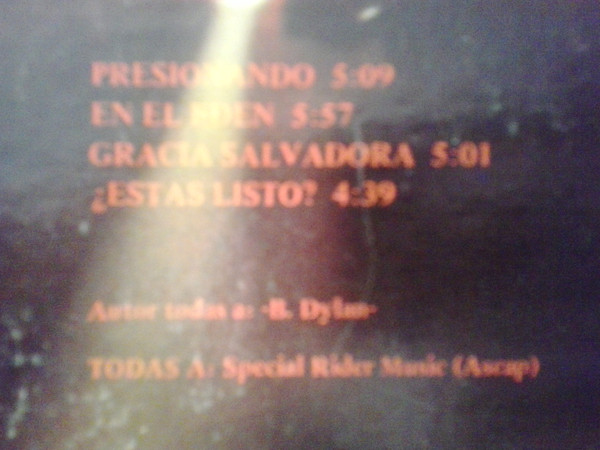 PRESIONANDO 5:09
EN EL EDEN 5:57
GRACIA SALVADORA 5:01
¿ESTAS LISTO? 4:39
Autor todas a: -B. Dylan-
TODAS A: Special Rider Music (Ascap)